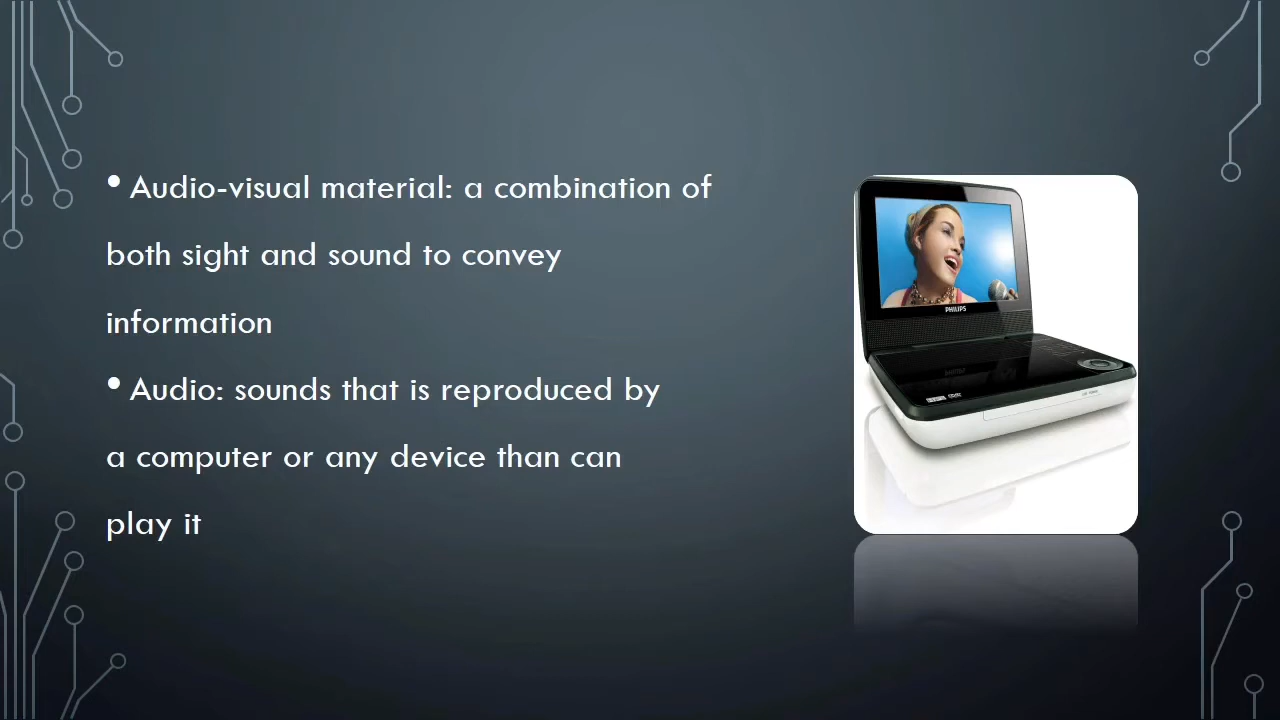 • Audio-visual material: a combination of
both sight and sound to convey
information
• Audio: sounds that is reproduced by
a computer or any device than can
play it
PHILIPS